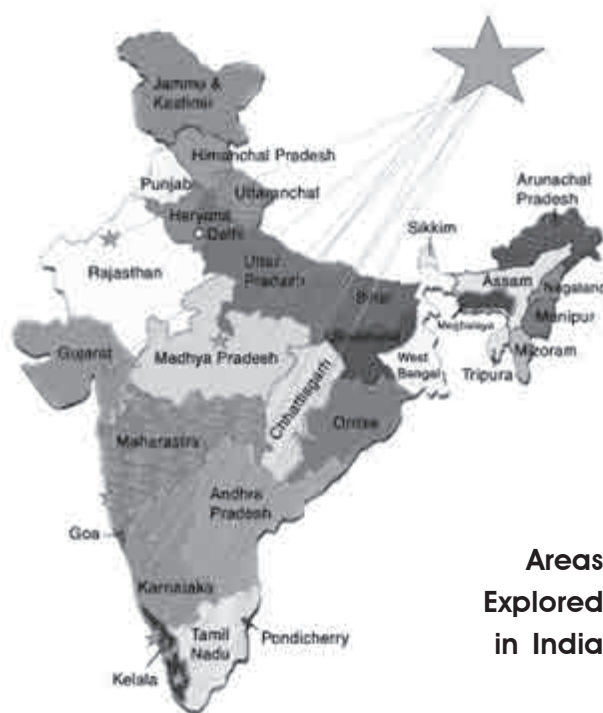 Jammu &
Kashmir
Himanchal Pradesh
Punjab
Uttaranchal
Haryana
Delhi
Arunachal
Pradesh
Sikkim
Rajasthan
Uttar
Pradesh
Bihar
Assam
Nagaland
Meghalaya
Manipur
Gujarat
Madhya Pradesh
West
Bengal
Mizoram
Tripura
Chhattisgarh
Orrisa
Maharastra
Andhra
Pradesh
Goa
Karnataka
Tamil
Nadu
Pondicherry
Kelala
Areas
Explored
in India